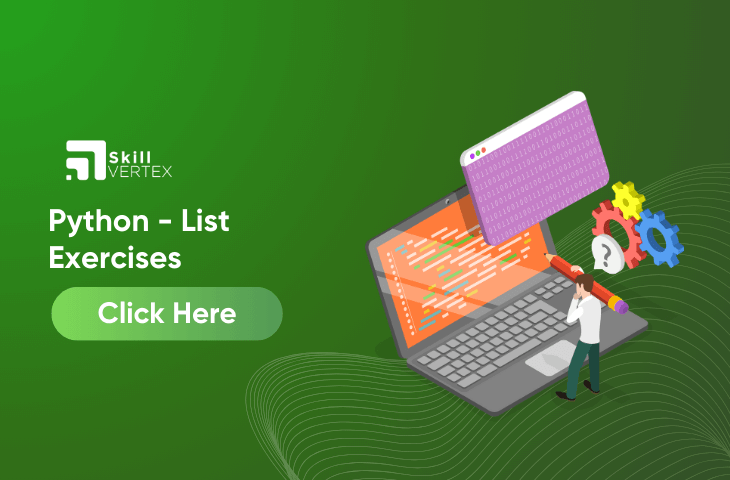 Skill
VERTEX
Python - List
Exercises
Click Here
?